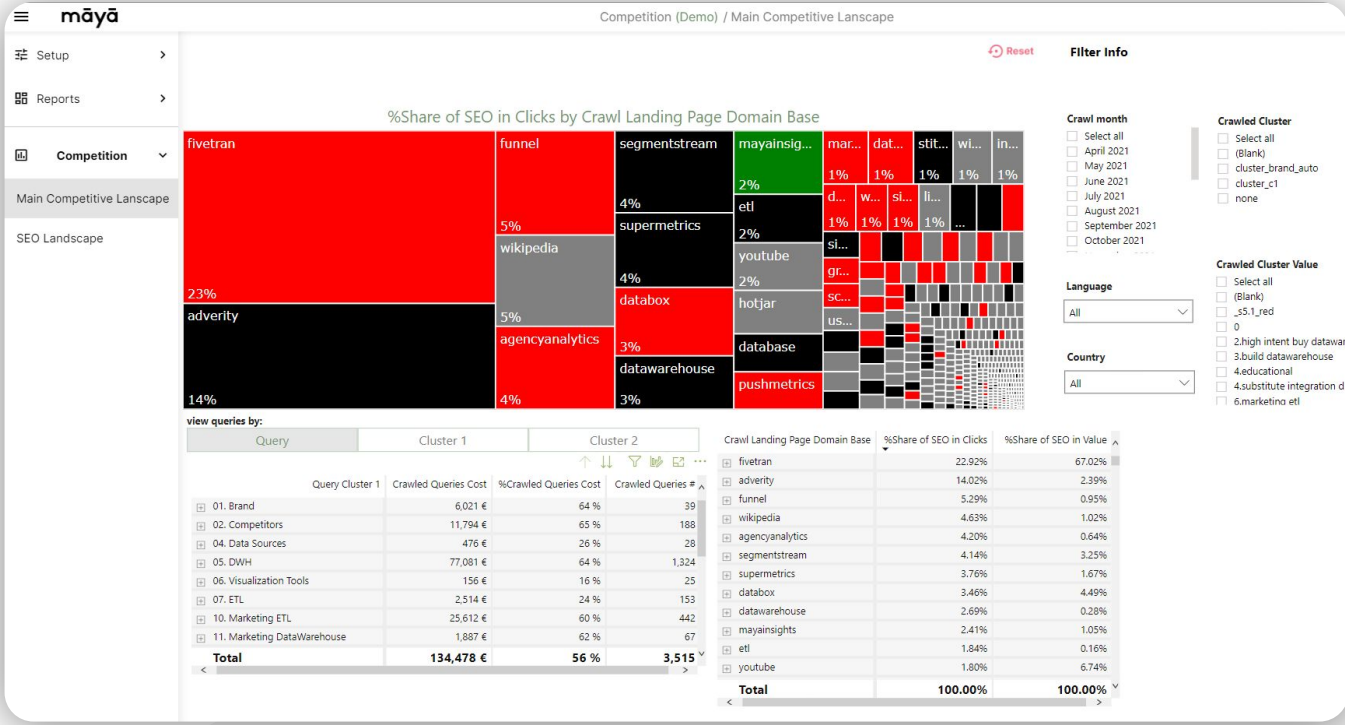 māyā
Competition (Demo) / Main Competitive Lanscape
Setup
Reports
Competition
Main Competitive Lanscape
SEO Landscape
Reset
Filter Info
%Share of SEO in Clicks by Crawl Landing Page Domain Base
fivetran
23%
adverity
14%
funnel
5%
wikipedia
5%
agencyanalytics
4%
segmentstream
4%
supermetrics
4%
databox
3%
datawarehouse
3%
mayainsig...
2%
etl
2%
youtube
2%
hotjar
database
pushmetrics
mar... dat... stit... wi... in...
1% 1% 1% 1% 1%
d... w... si... li...
1% 1% 1% 1% ...
si...
gr...
sc...
us...
Crawl month
Select all
April 2021
May 2021
June 2021
July 2021
August 2021
September 2021
October 2021
Language
All
Country
All
Crawled Cluster
Select all
(Blank)
cluster_brand_auto
cluster_c1
none
Crawled Cluster Value
Select all
(Blank)
_s5.1_red
0
2.high intent buy datawar
3.build datawarehouse
4.educational
4.substitute integration d
6.marketing etl
view queries by:
Query Cluster 1 Cluster 2
Query Cluster 1 Crawled Queries Cost %Crawled Queries Cost Crawled Queries #
01. Brand 6,021 € 64 % 39
02. Competitors 11,794 € 65 % 188
04. Data Sources 476 € 26 % 28
05. DWH 77,081 € 64 % 1,324
06. Visualization Tools 156 € 16 % 25
07. ETL 2,514 € 24 % 153
10. Marketing ETL 25,612 € 60 % 442
11. Marketing DataWarehouse 1,887 € 62 % 67
Total 134,478 € 56 % 3,515
Crawl Landing Page Domain Base %Share of SEO in Clicks %Share of SEO in Value
fivetran 22.92% 67.02%
adverity 14.02% 2.39%
funnel 5.29% 0.95%
wikipedia 4.63% 1.02%
agencyanalytics 4.20% 0.64%
segmentstream 4.14% 3.25%
supermetrics 3.76% 1.67%
databox 3.46% 4.49%
datawarehouse 2.69% 0.28%
mayainsights 2.41% 1.05%
etl 1.84% 0.16%
youtube 1.80% 6.74%
Total 100.00% 100.00%